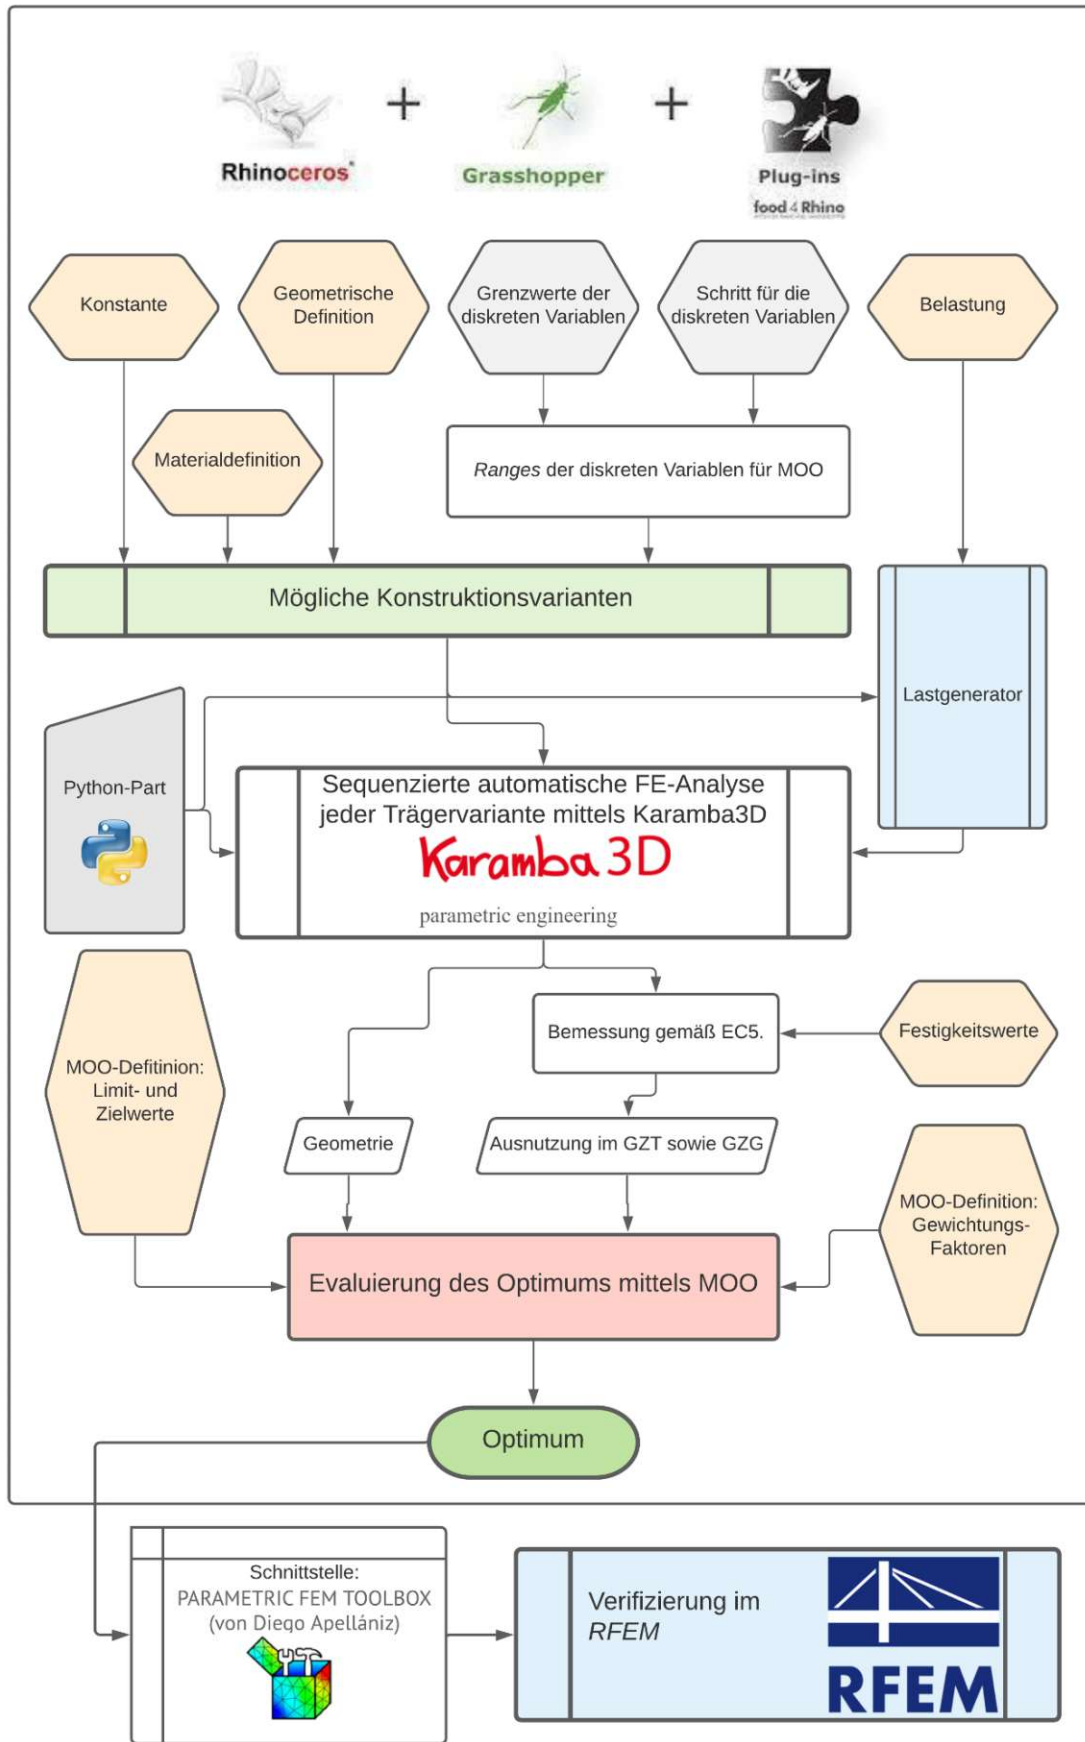 Rhinoceros
+
Grasshopper
+
Plug-ins
food4Rhino
Konstante
Geometrische
Definition
Grenzwerte der
diskreten Variablen
Schritt für die
diskreten Variablen
Belastung
Materialdefinition
Ranges der diskreten Variablen für MOO
Mögliche Konstruktionsvarianten
Lastgenerator
Python-Part
Sequenzierte automatische FE-Analyse
jeder Trägervariante mittels Karamba3D
Karamba 3D
parametric engineering
Bemessung gemäß EC5.
Festigkeitswerte
MOO-Defitinion:
Limit- und
Zielwerte
Geometrie
Ausnutzung im GZT sowie GZG
MOO-Definition:
Gewichtungs-
Faktoren
Evaluierung des Optimums mittels MOO
Optimum
Schnittstelle:
PARAMETRIC FEM TOOLBOX
(von Diego Apellániz)
Verifizierung im
RFEM
RFEM